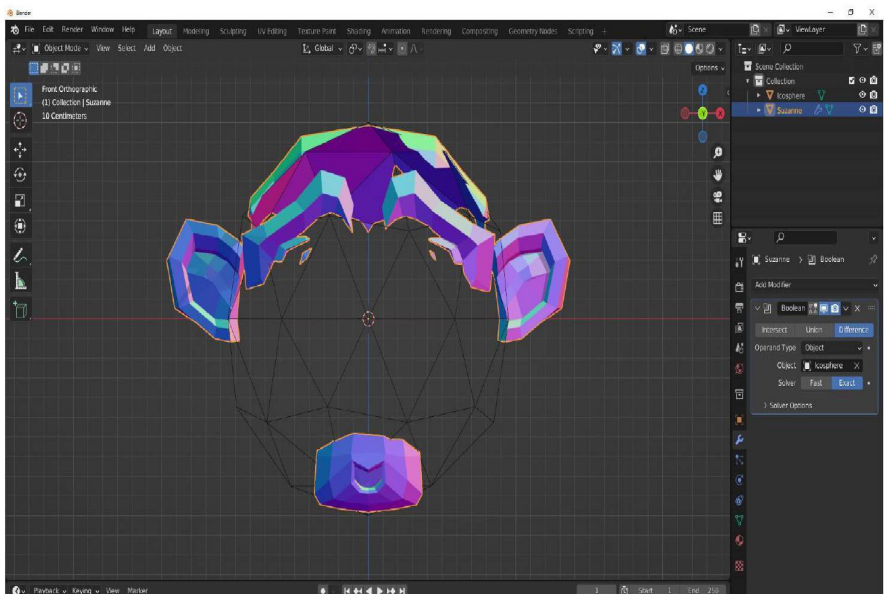 Blender
File Edit Render Window Help Layout Modeling Sculpting UV Editing Texture Paint Shading Animation Rendering Compositing Geometry Nodes Scripting + Scene ViewLayer
Object Mode View Select Add Object Global
Options
Front Orthographic
(1) Collection | Suzanne
10 Centimeters
Z
Y
X
Scene Collection
Collection
Icosphere
Suzanne
Suzanne > Boolean
Add Modifier
Boolean
Intersect Union Difference
Operand Type Object
Object Icosphere X
Solver Fast Exact
> Solver Options
Playback Keying View Marker 1 Start 1 End 250